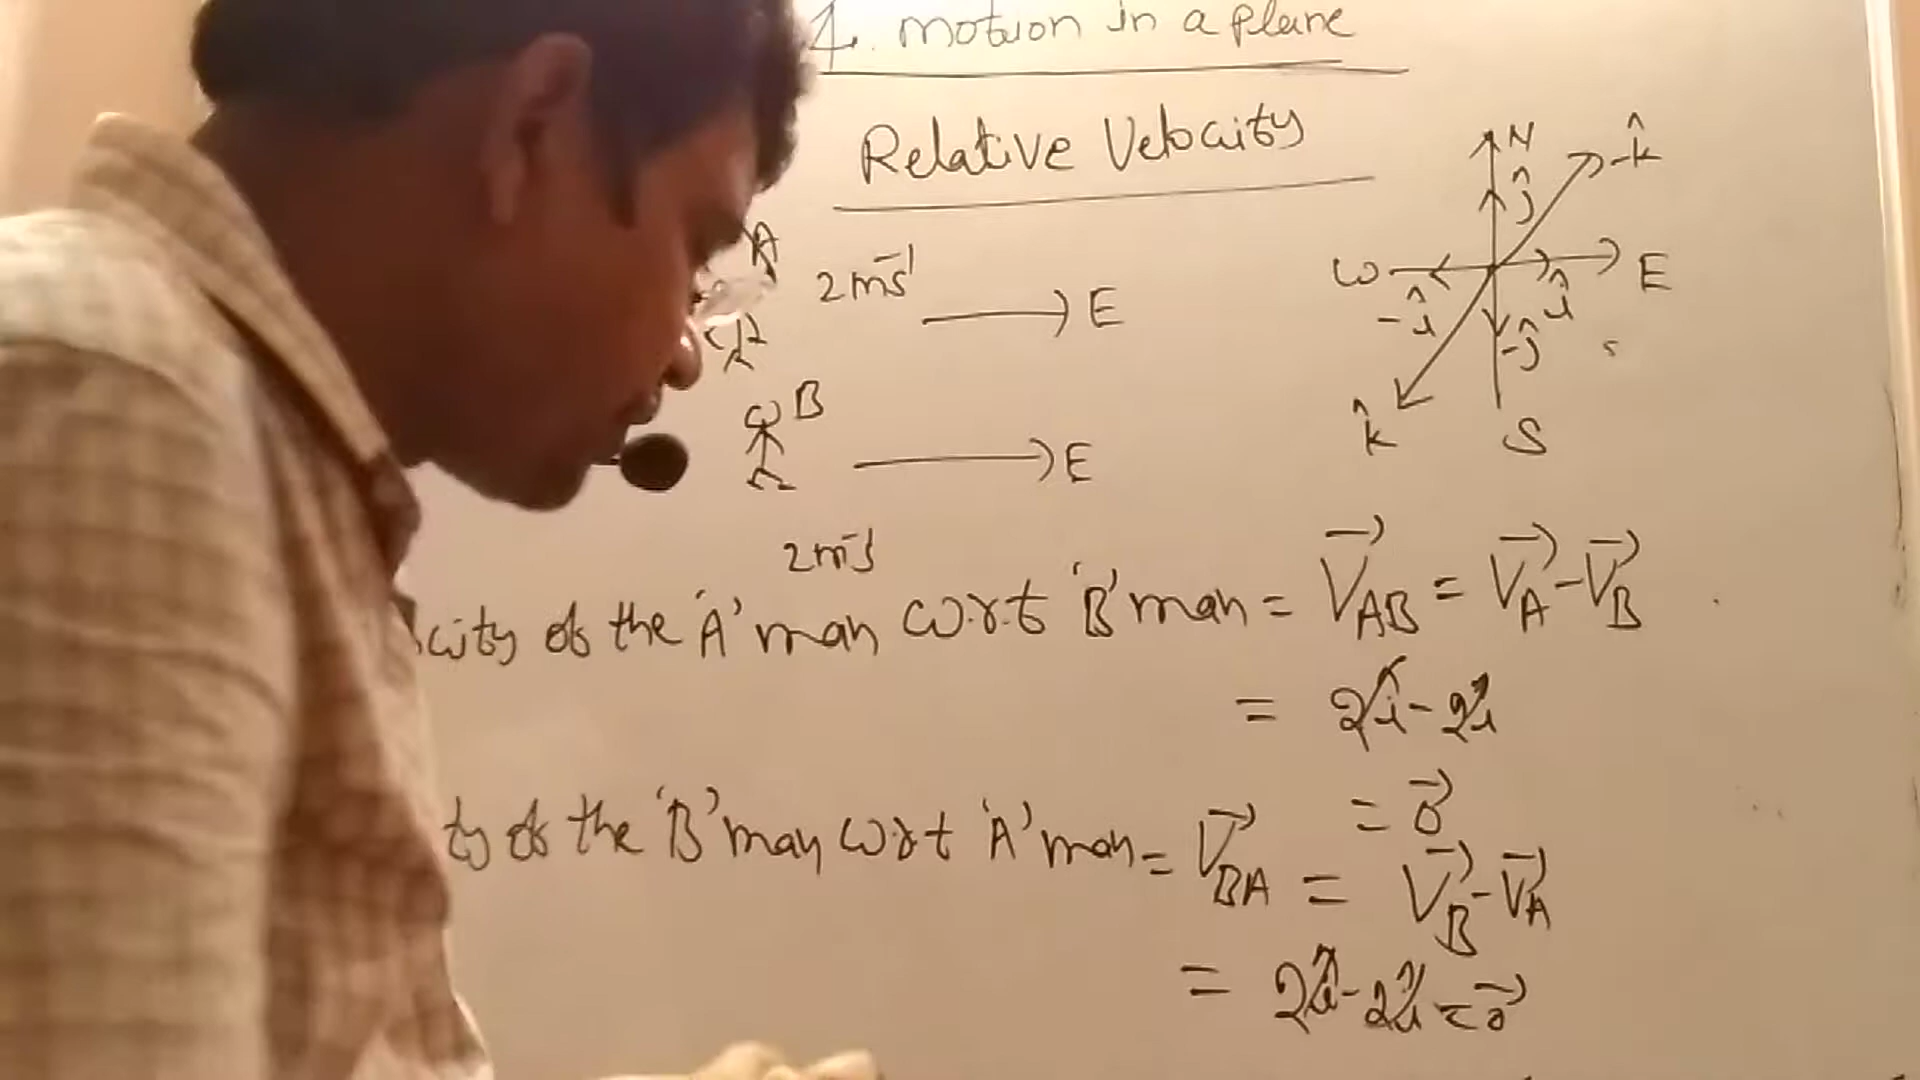 4. motion in a plane
Relative Velocity
A
2ms⁻¹ → E
B
→ E
2ms⁻¹
N
ĵ
-k̂
W
E
-î
î
-ĵ
k̂
S
of the 'A' man w.r.t 'B' man = V⃗AB = V⃗A - V⃗B
= 2î - 2î
= 0⃗
of the 'B' man w.r.t 'A' man = V⃗BA = V⃗B - V⃗A
= 2î - 2î = 0⃗